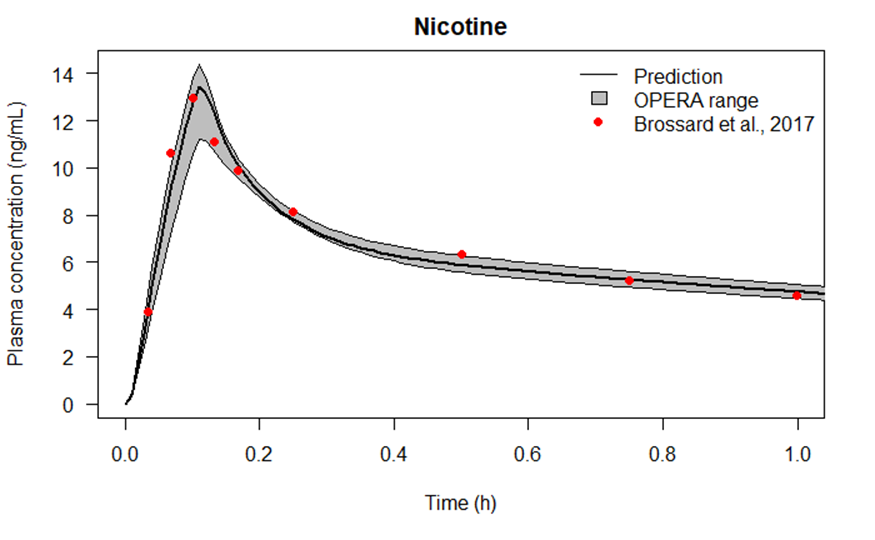 Nicotine
Prediction
OPERA range
Brossard et al., 2017
Plasma concentration (ng/mL)
14
12
10
8
6
4
2
0
0.0 0.2 0.4 0.6 0.8 1.0
Time (h)